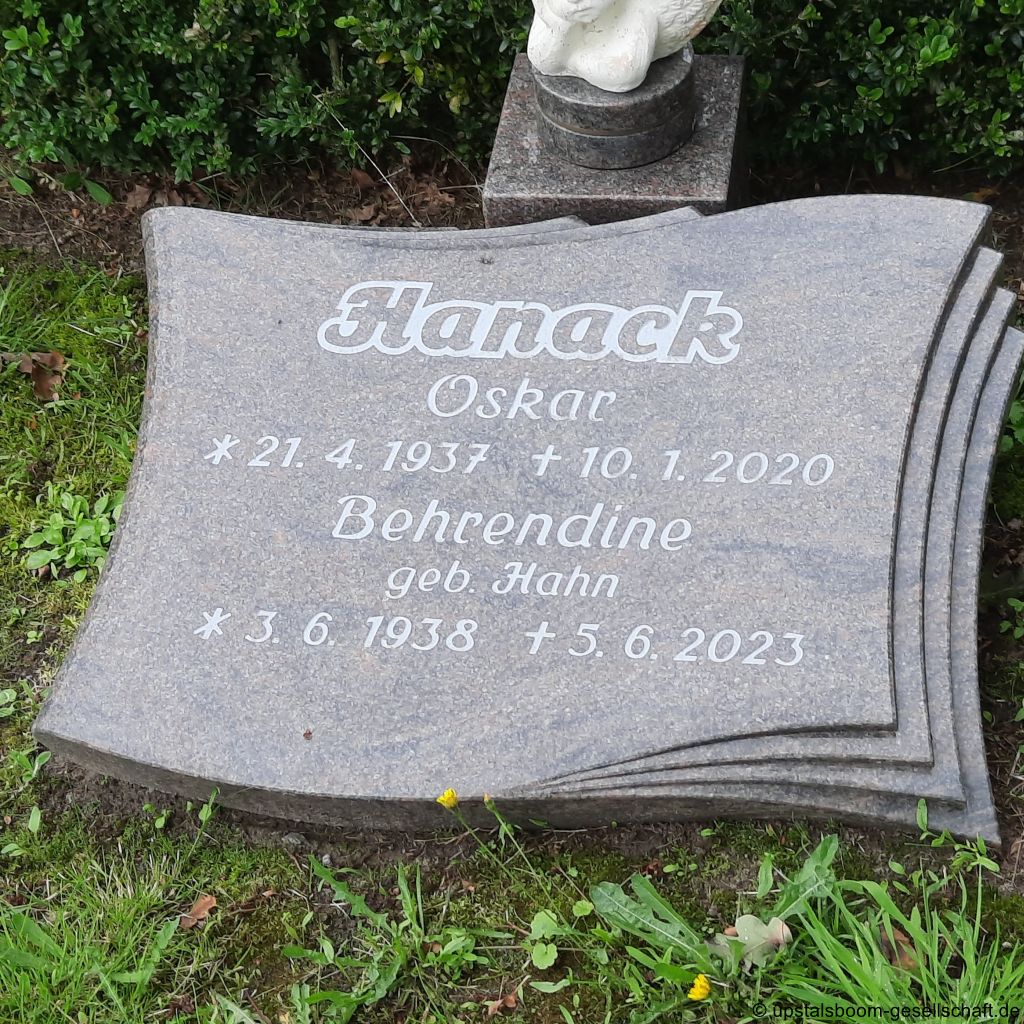 Hanack
Oskar
* 21. 4. 1937 † 10. 1. 2020
Behrendine
geb. Hahn
* 3. 6. 1938 † 5. 6. 2023
© upstalsboom-gesellschaft.de